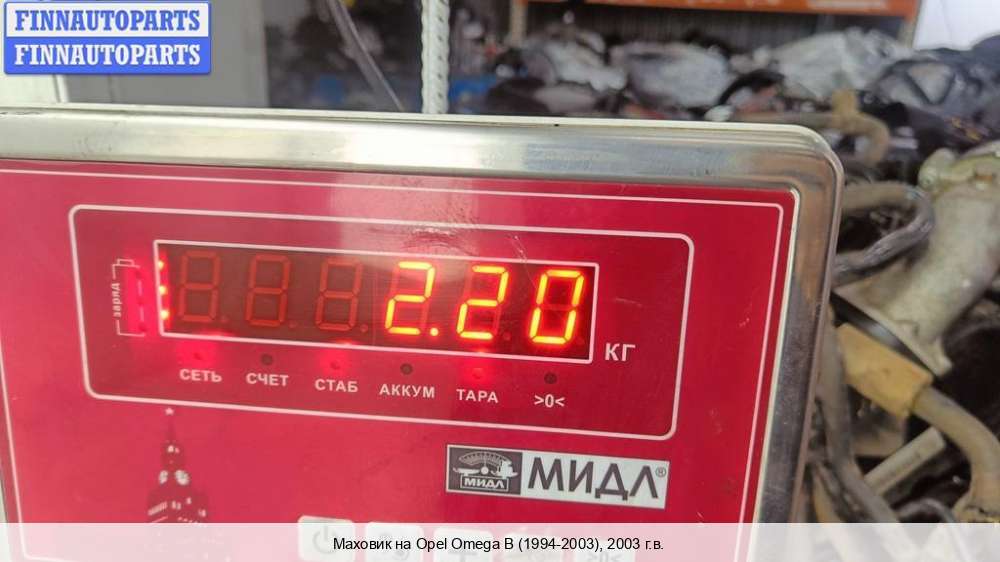 FINNAUTOPARTS
FINNAUTOPARTS
заряд
2.20
КГ
СЕТЬ СЧЕТ СТАБ АККУМ ТАРА >0<
МИДЛ МИДЛ®
Маховик на Opel Omega B (1994-2003), 2003 г.в.